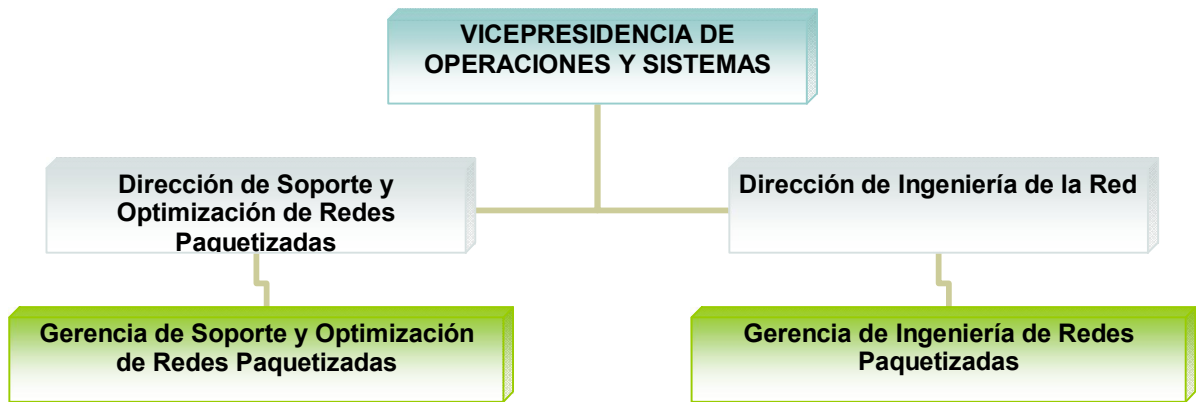 VICEPRESIDENCIA DE
OPERACIONES Y SISTEMAS
Dirección de Soporte y
Optimización de Redes
Paquetizadas
Dirección de Ingeniería de la Red
Gerencia de Soporte y Optimización
de Redes Paquetizadas
Gerencia de Ingeniería de Redes
Paquetizadas